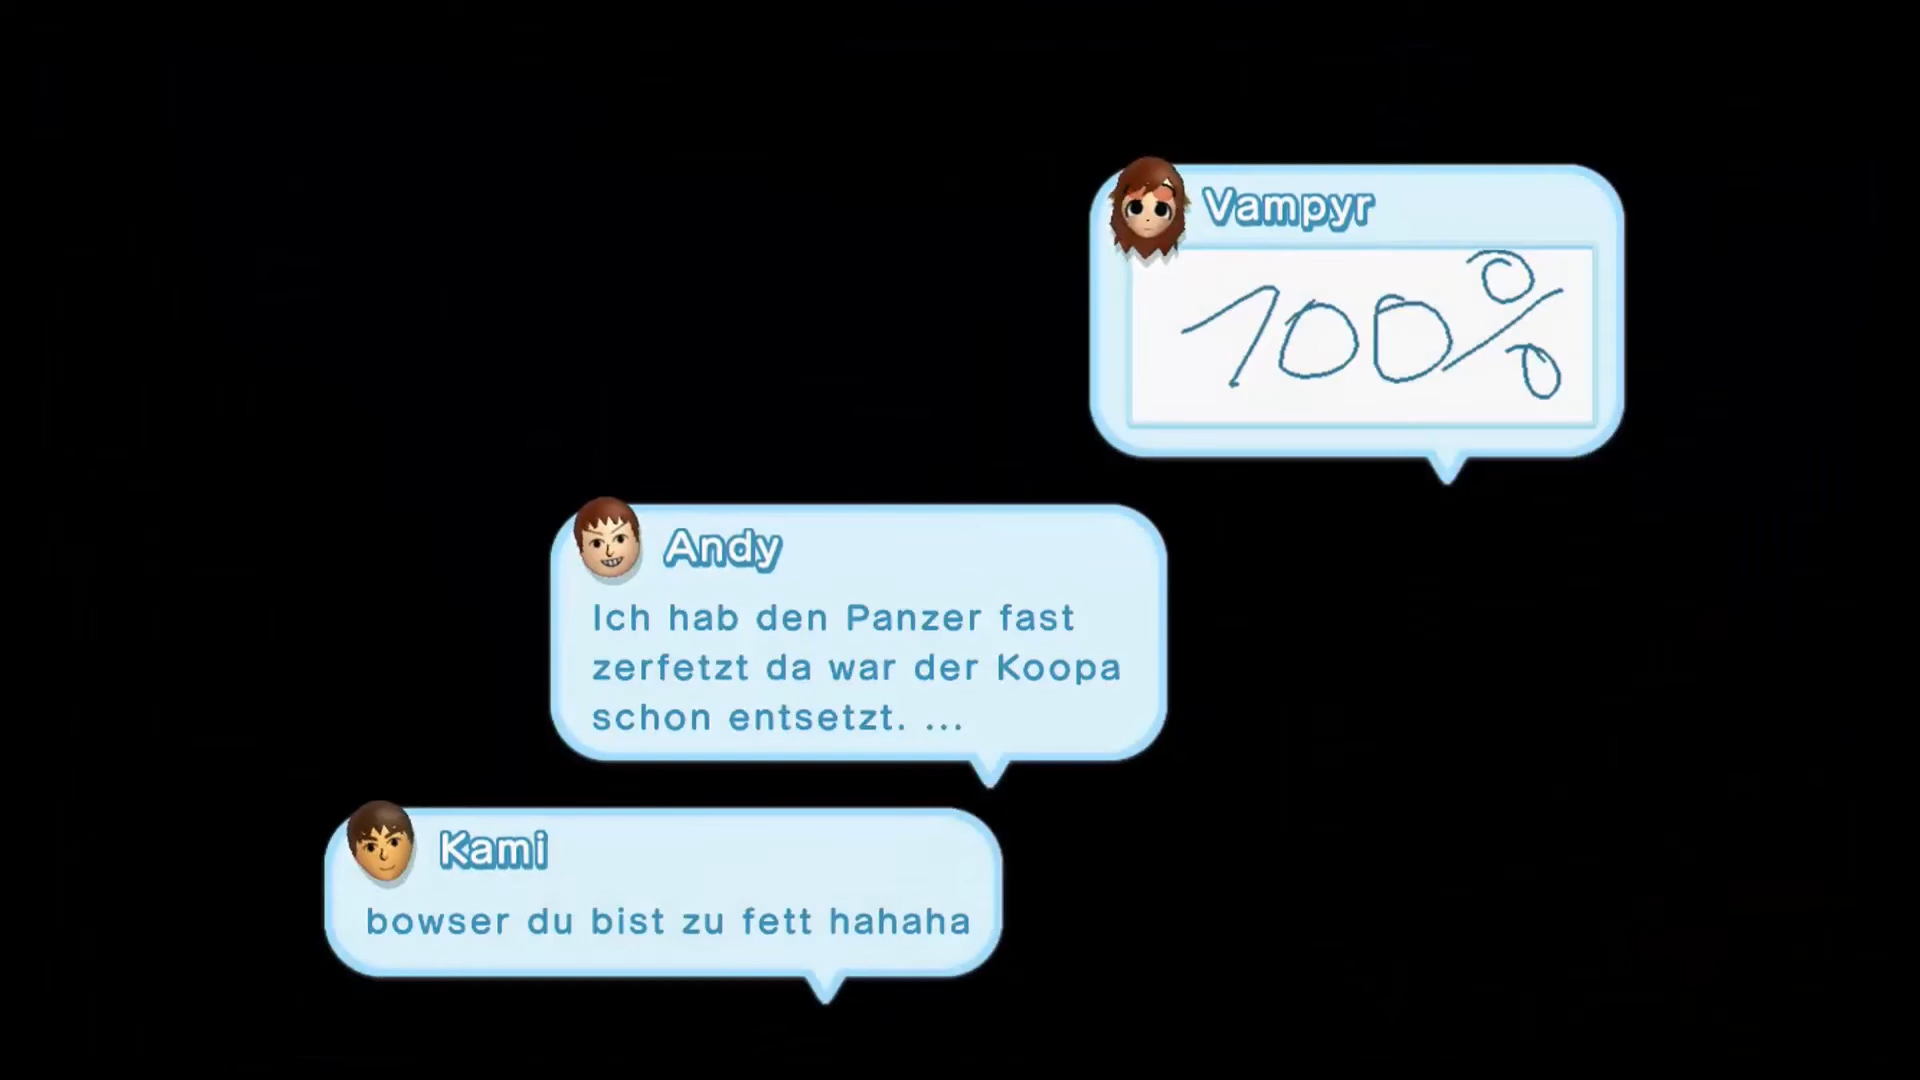 Vampyr
100%
Andy
Ich hab den Panzer fast
zerfetzt da war der Koopa
schon entsetzt. ...
Kami
bowser du bist zu fett hahaha